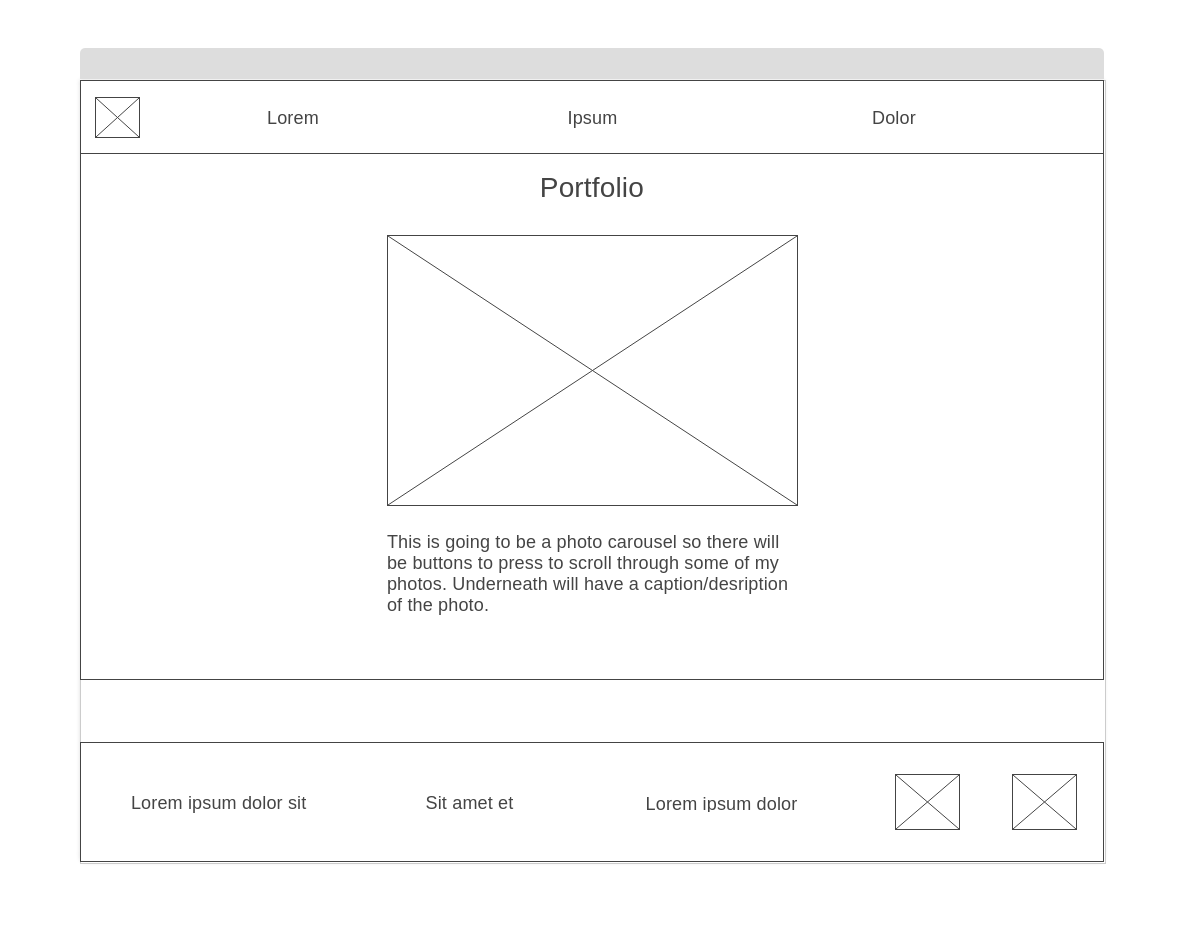 Lorem
Ipsum
Dolor
Portfolio
This is going to be a photo carousel so there will
be buttons to press to scroll through some of my
photos. Underneath will have a caption/desription
of the photo.
Lorem ipsum dolor sit
Sit amet et
Lorem ipsum dolor